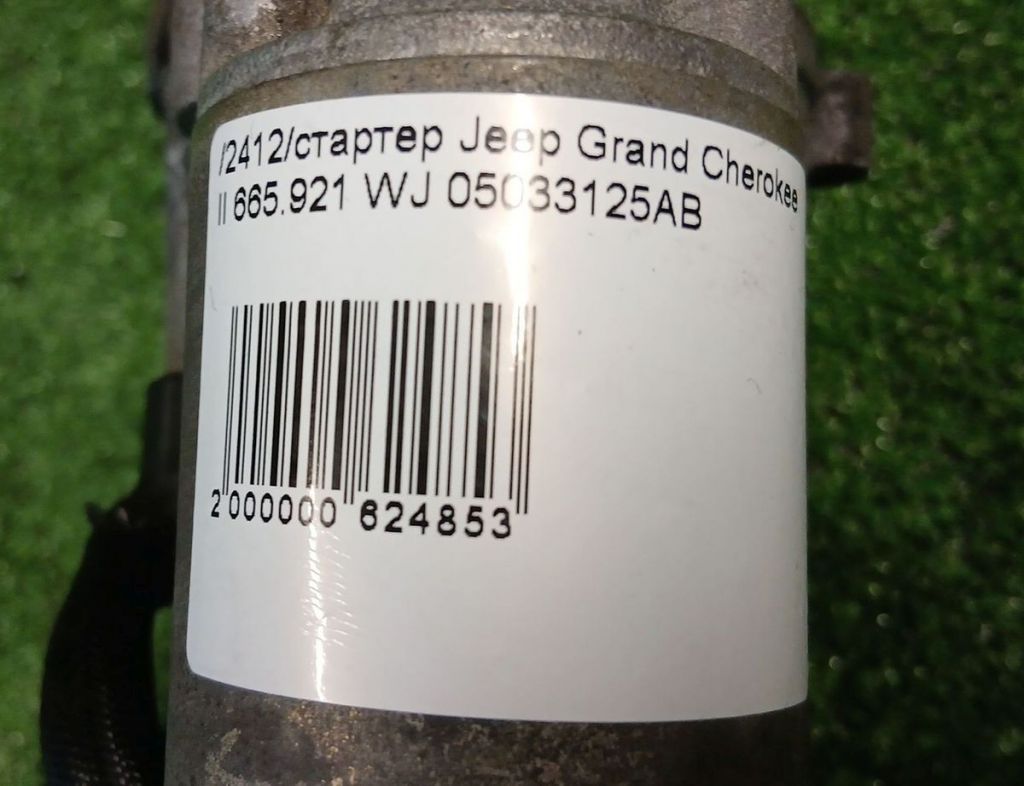 /2412/стартер Jeep Grand Cherokee
II 665.921 WJ 05033125AB
2 000000 624853